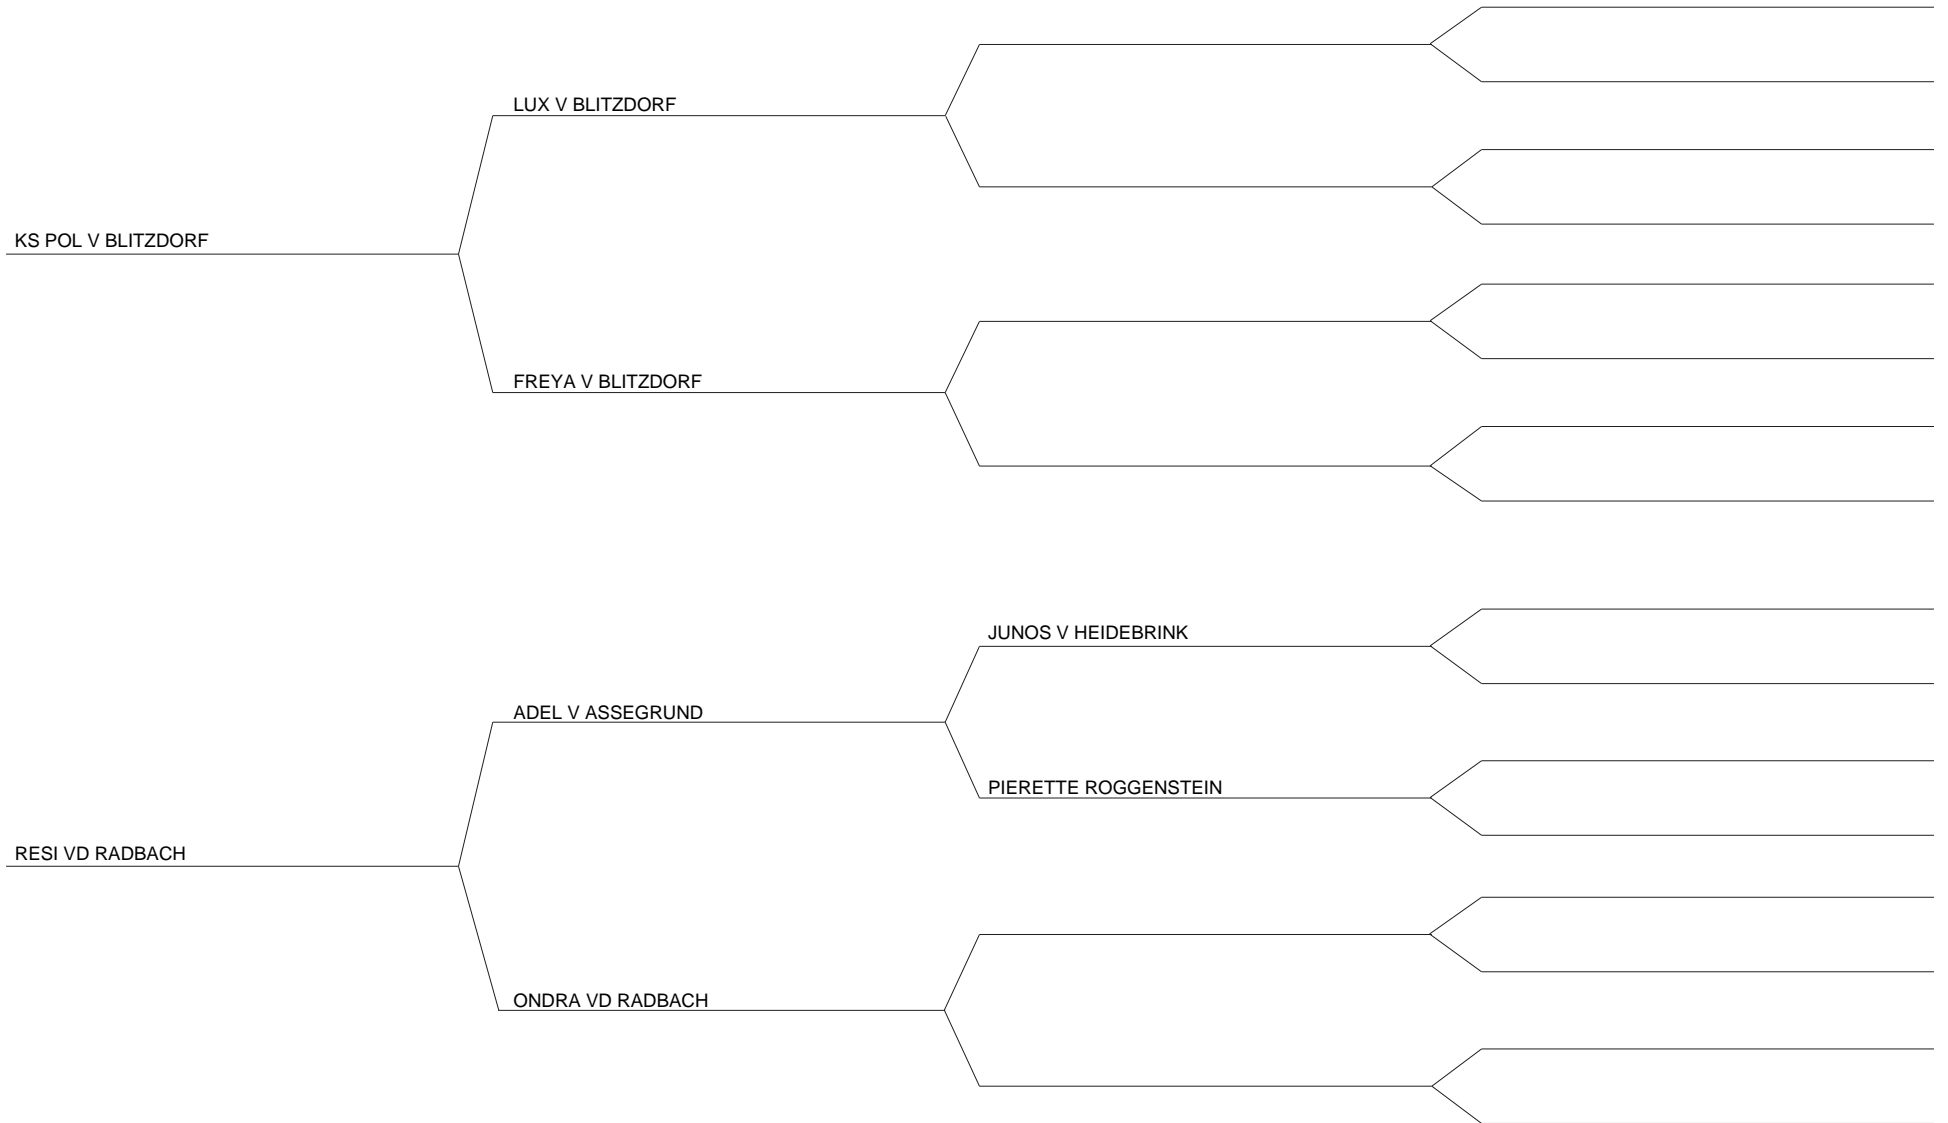 LUX V BLITZDORF
KS POL V BLITZDORF
FREYA V BLITZDORF
JUNOS V HEIDEBRINK
ADEL V ASSEGRUND
PIERETTE ROGGENSTEIN
RESI VD RADBACH
ONDRA VD RADBACH